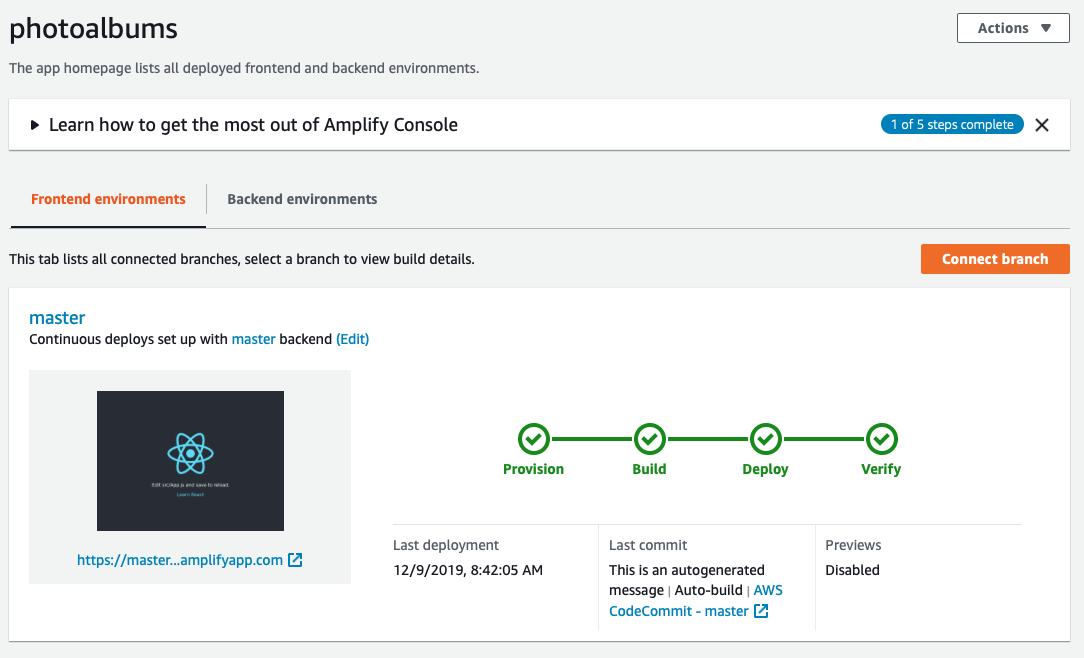 photoalbums
Actions
The app homepage lists all deployed frontend and backend environments.
Learn how to get the most out of Amplify Console
1 of 5 steps complete
Frontend environments
Backend environments
This tab lists all connected branches, select a branch to view build details.
Connect branch
master
Continuous deploys set up with master backend (Edit)
Edit src/App.js and save to reload.
Learn React
https://master...amplifyapp.com
Provision
Build
Deploy
Verify
Last deployment
12/9/2019, 8:42:05 AM
Last commit
This is an autogenerated
message | Auto-build | AWS
CodeCommit - master
Previews
Disabled